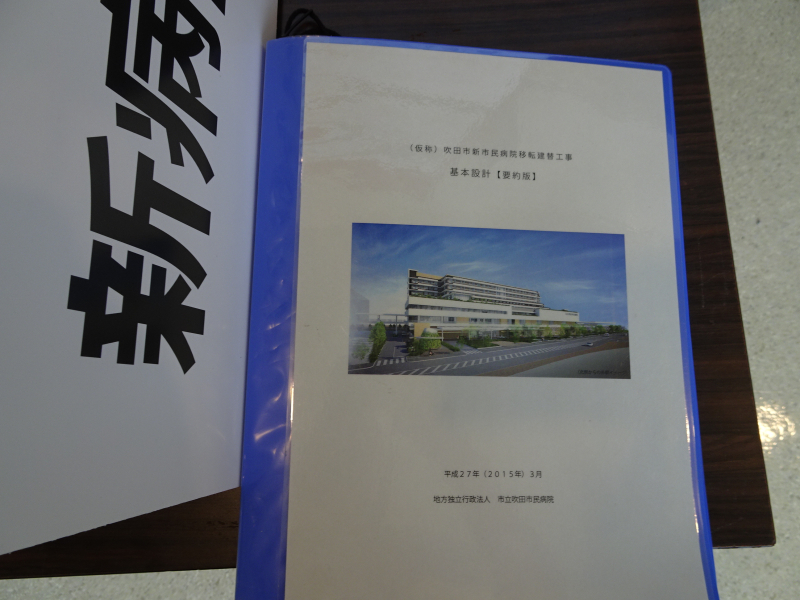 新病
（仮称）吹田市新市民病院移転建替工事
基本設計【要約版】
平成２７年（２０１５年）３月
地方独立行政法人　市立吹田市民病院